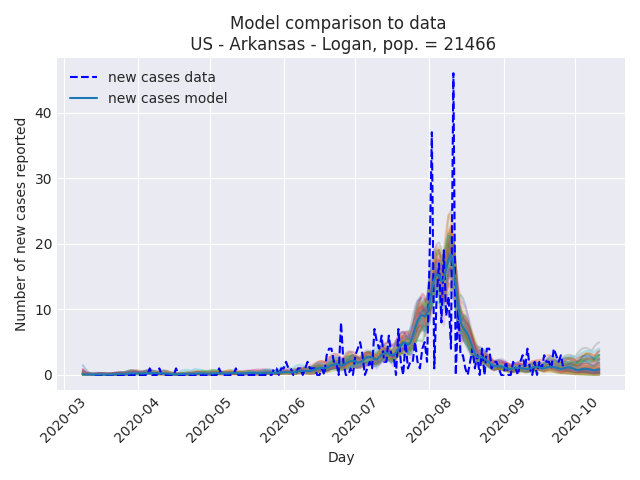 Model comparison to data
US - Arkansas - Logan, pop. = 21466
new cases data
new cases model
Number of new cases reported
40
30
20
10
0
2020-03
2020-04
2020-05
2020-06
2020-07
2020-08
2020-09
2020-10
Day